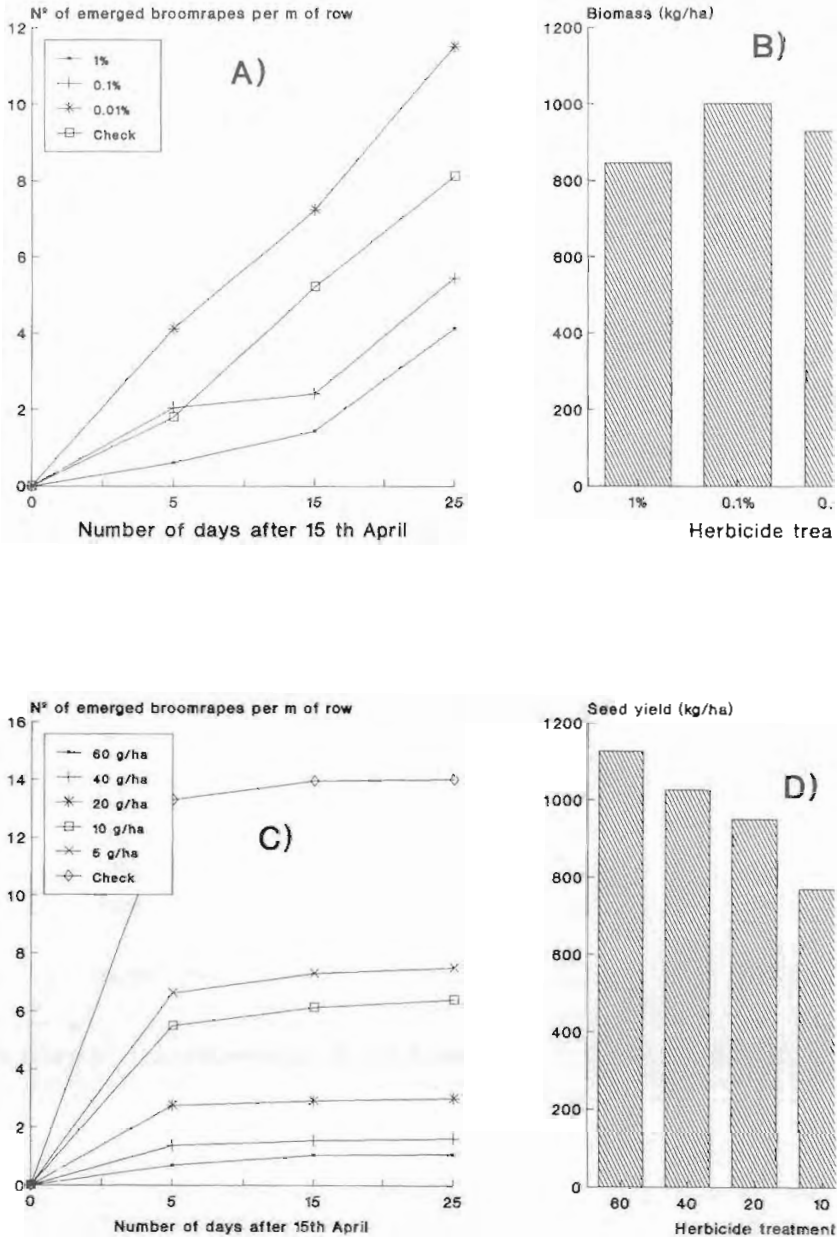 Nº of emerged broomrapes per m of row
12
10
8
6
4
2
0
1%
0.1%
0.01%
Check
A)
0 5 15 25
Number of days after 15 th April
Biomass (kg/ha)
1200
1000
800
600
400
200
0
B)
1% 0.1% 0.
Herbicide trea
Nº of emerged broomrapes per m of row
16
14
12
10
8
6
4
2
0
60 g/ha
40 g/ha
20 g/ha
10 g/ha
5 g/ha
Check
C)
0 5 15 25
Number of days after 15th April
Seed yield (kg/ha)
1200
1000
800
600
400
200
0
D)
60 40 20 10
Herbicide treatment